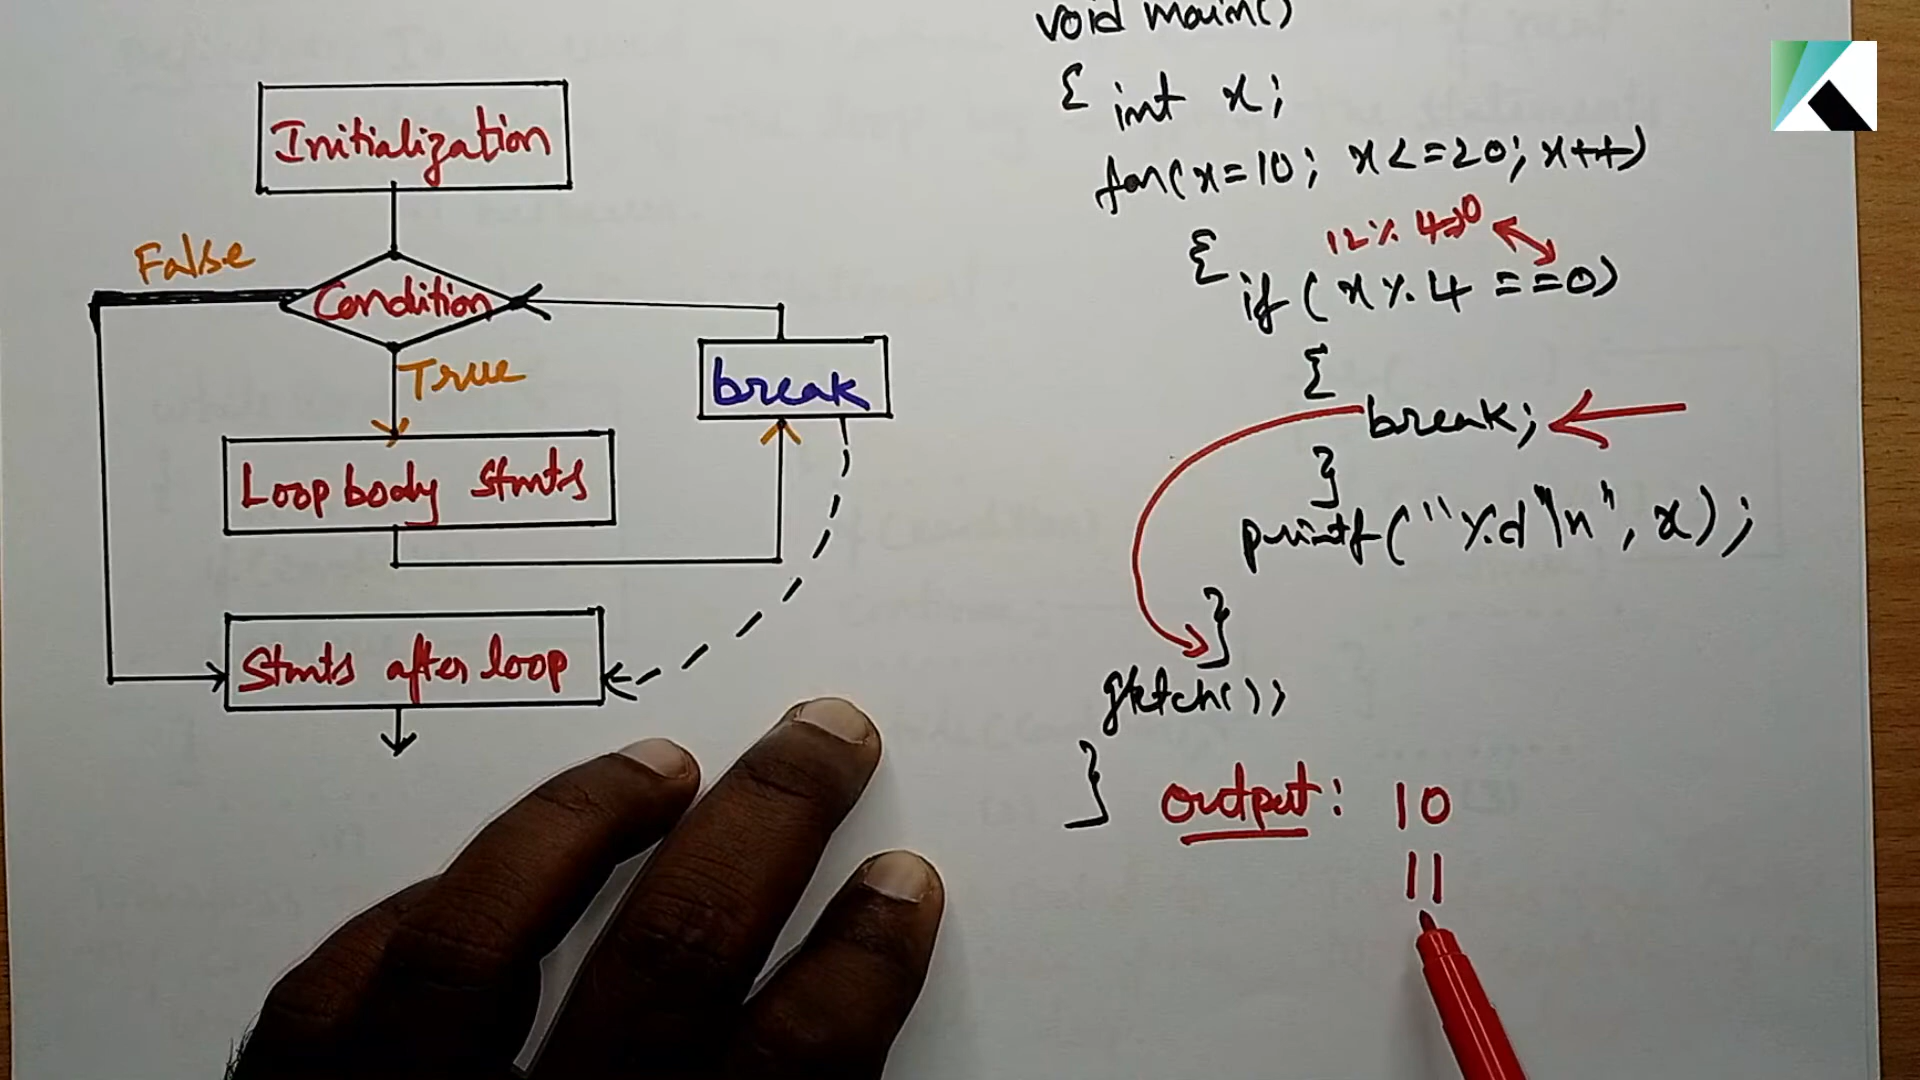 Initialization
False
Condition
True
break
Loop body stmts
Stmts after loop
void main()
{ int x;
for(x=10; x<=20; x++)
12%4=>0
{ if (x%4 ==0)
{
break;
}
printf("%d\n", x);
}
getch();
}
output: 10
11